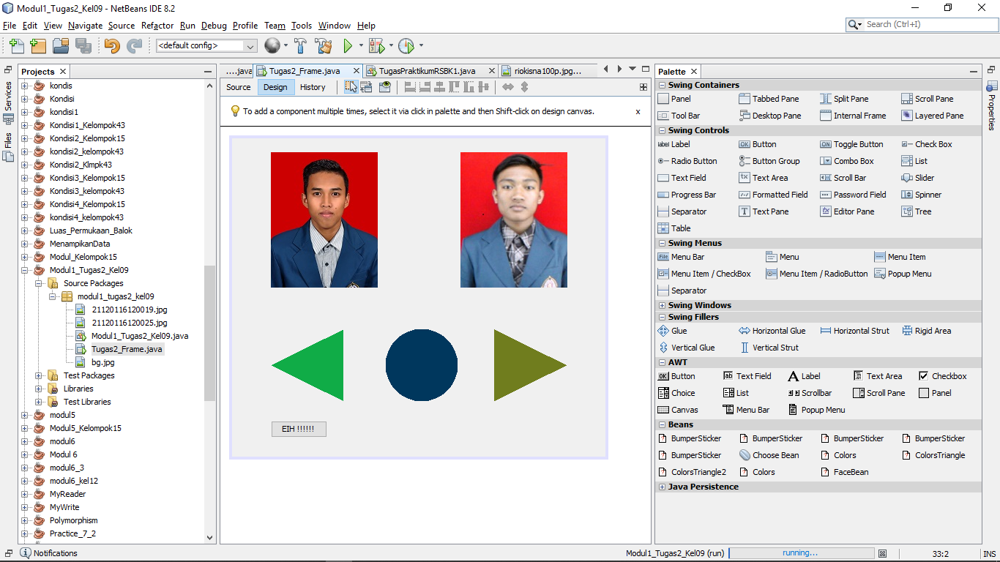 Modul1_Tugas2_Kel09 - NetBeans IDE 8.2
File Edit View Navigate Source Refactor Run Debug Profile Team Tools Window Help
Search (Ctrl+I)
<default config>
Services
Files
Projects
kondis
Kondisi
kondisi1
Kondisi1_Kelompok43
Kondisi2_Kelompok15
kondisi2_kelompok43
Kondisi2_Klmpk43
Kondisi3_Kelompok15
Kondisi3_kelompok43
Kondisi4_Kelompok15
kondisi4_kelompok43
Luas_Permukaan_Balok
MenampikanData
Modul_Kelompok15
Modul1_Tugas2_Kel09
Source Packages
modul1_tugas2_kel09
21120116120019.jpg
21120116120025.jpg
Modul1_Tugas2_Kel09.java
Tugas2_Frame.java
bg.jpg
Test Packages
Libraries
Test Libraries
modul5
Modul5_Kelompok15
modul6
Modul 6
modul6_3
modul6_kel12
MyReader
MyWrite
Polymorphism
Practice_7_2
....java Tugas2_Frame.java TugasPraktikumRSBK1.java riokisna100p.jpg...
Source Design History
To add a component multiple times, select it via click in palette and then Shift-click on design canvas. x
EIH !!!!!!
Palette
Swing Containers
Panel Tabbed Pane Split Pane Scroll Pane
Tool Bar Desktop Pane Internal Frame Layered Pane
Swing Controls
label Label OK Button ON Toggle Button Check Box
Radio Button Button Group Combo Box List
Text Field Text Area Scroll Bar Slider
Progress Bar Formatted Field Password Field Spinner
Separator Text Pane Editor Pane Tree
Table
Swing Menus
File Menu Bar Menu Menu Item
Menu Item / CheckBox Menu Item / RadioButton Popup Menu
Separator
Swing Windows
Swing Fillers
Glue Horizontal Glue Horizontal Strut Rigid Area
Vertical Glue Vertical Strut
AWT
OK Button ab Text Field A Label Text Area Checkbox
Choice List Scrollbar Scroll Pane Panel
Canvas Menu Bar Popup Menu
Beans
BumperSticker BumperSticker BumperSticker BumperSticker
BumperSticker Choose Bean Colors ColorsTriangle
ColorsTriangle2 Colors FaceBean
Java Persistence
Properties
Notifications
Modul1_Tugas2_Kel09 (run) running... 33:2 INS